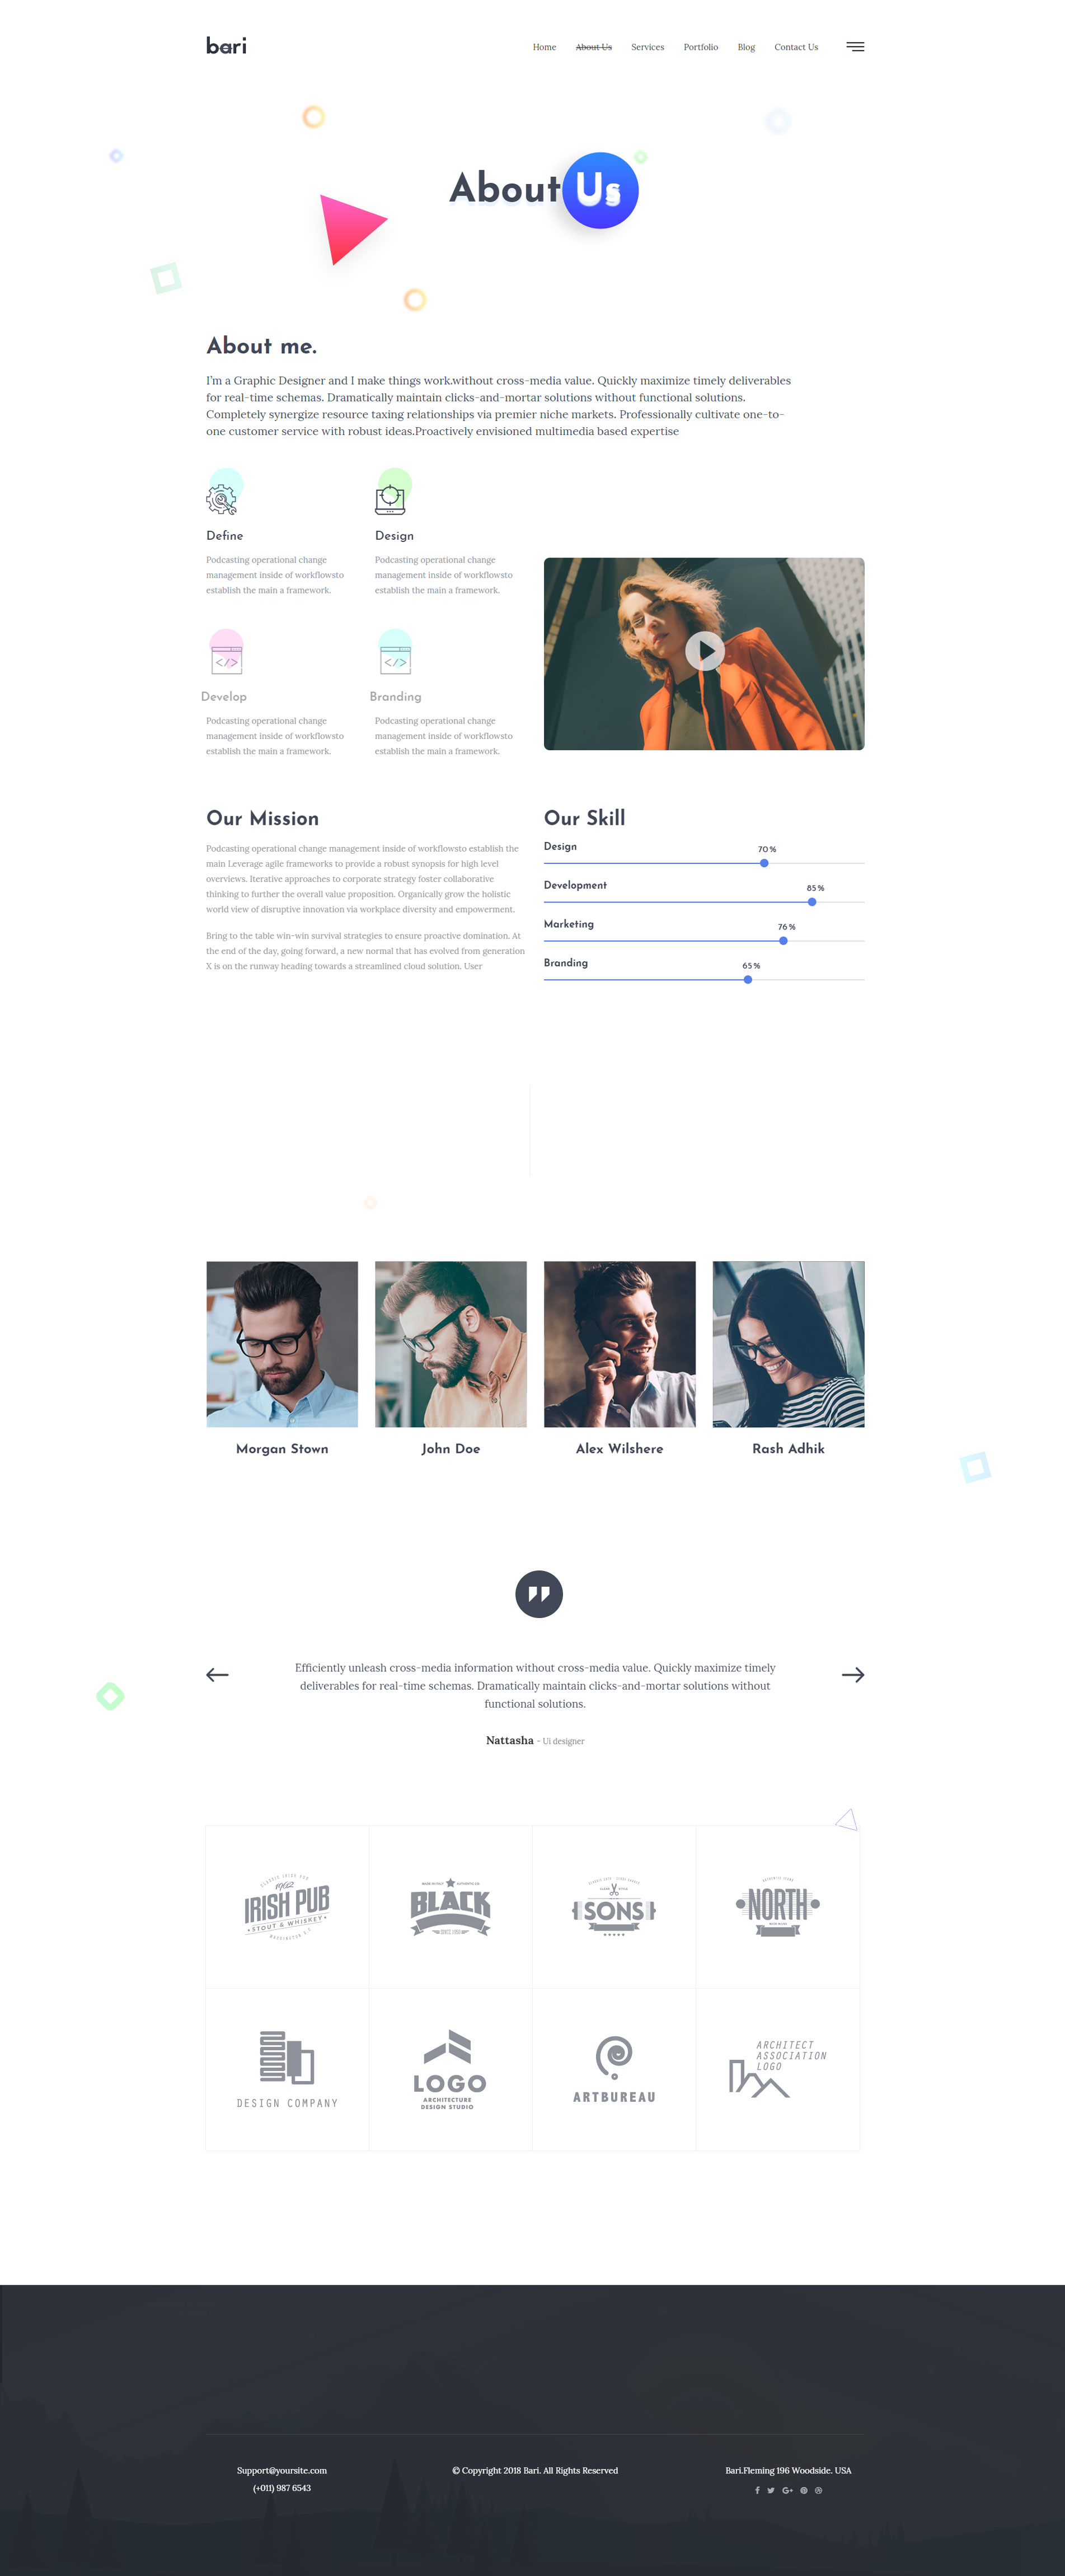 bari
Home About Us Services Portfolio Blog Contact Us
About Us
About me.
I'm a Graphic Designer and I make things work.without cross-media value. Quickly maximize timely deliverables
for real-time schemas. Dramatically maintain clicks-and-mortar solutions without functional solutions.
Completely synergize resource taxing relationships via premier niche markets. Professionally cultivate one-to-
one customer service with robust ideas.Proactively envisioned multimedia based expertise
Define
Podcasting operational change
management inside of workflowsto
establish the main a framework.
Design
Podcasting operational change
management inside of workflowsto
establish the main a framework.
Develop
Podcasting operational change
management inside of workflowsto
establish the main a framework.
Branding
Podcasting operational change
management inside of workflowsto
establish the main a framework.
Our Mission
Podcasting operational change management inside of workflowsto establish the
main Leverage agile frameworks to provide a robust synopsis for high level
overviews. Iterative approaches to corporate strategy foster collaborative
thinking to further the overall value proposition. Organically grow the holistic
world view of disruptive innovation via workplace diversity and empowerment.
Bring to the table win-win survival strategies to ensure proactive domination. At
the end of the day, going forward, a new normal that has evolved from generation
X is on the runway heading towards a streamlined cloud solution. User
Our Skill
Design
70%
Development
85%
Marketing
76%
Branding
65%
Morgan Stown
John Doe
Alex Wilshere
Rash Adhik
Efficiently unleash cross-media information without cross-media value. Quickly maximize timely
deliverables for real-time schemas. Dramatically maintain clicks-and-mortar solutions without
functional solutions.
Nattasha - Ui designer
1962
IRISH PUB
STOUT & WHISKEY
BLACK
SONS
NORTH
DESIGN COMPANY
LOGO
ARCHITECTURE
DESIGN STUDIO
ARTBUREAU
ARCHITECT
ASSOCIATION
LOGO
Support@yoursite.com
(+011) 987 6543
© Copyright 2018 Bari. All Rights Reserved
Bari.Fleming 196 Woodside. USA